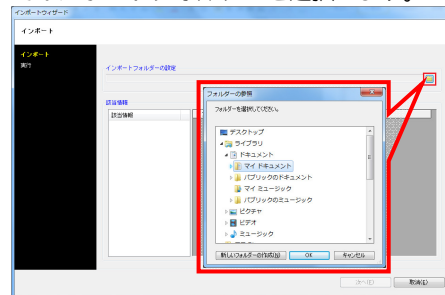 インポートウィザード
インポート
インポート
実行
インポートフォルダーの設定
該当情報
該当情報
フォルダーの参照
フォルダーを選択してください。
デスクトップ
ライブラリ
ドキュメント
マイ ドキュメント
パブリックのドキュメント
マイ ミュージック
パブリックのミュージック
ピクチャ
ビデオ
ミュージック
新しいフォルダーの作成(N)
OK
キャンセル
次へ(E)
取消(E)